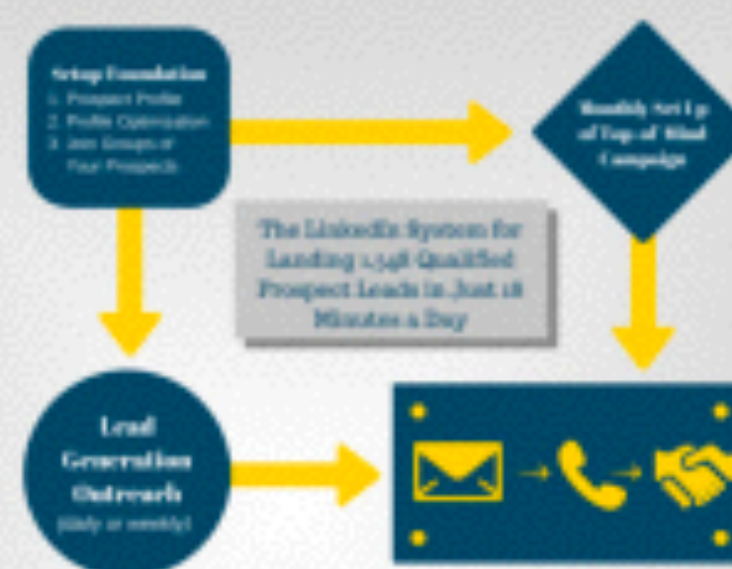 Setup Foundation
1. Prospect Profile
2. Profile Optimization
3. Join Groups of
Your Prospects
Monthly Set Up
of Top of Mind
Campaign
The LinkedIn System for
Landing 1,548 Qualified
Prospect Leads in Just 18
Minutes a Day
Lead
Generation
Outreach
(daily or weekly)